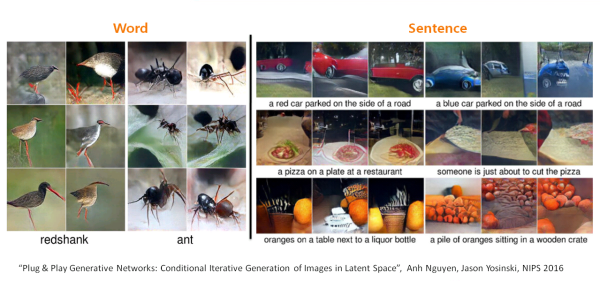 Word
Sentence
a red car parked on the side of a road
a blue car parked on the side of a road
a pizza on a plate at a restaurant
someone is just about to cut the pizza
oranges on a table next to a liquor bottle
a pile of oranges sitting in a wooden crate
redshank
ant
“Plug & Play Generative Networks: Conditional Iterative Generation of Images in Latent Space”, Anh Nguyen, Jason Yosinski, NIPS 2016